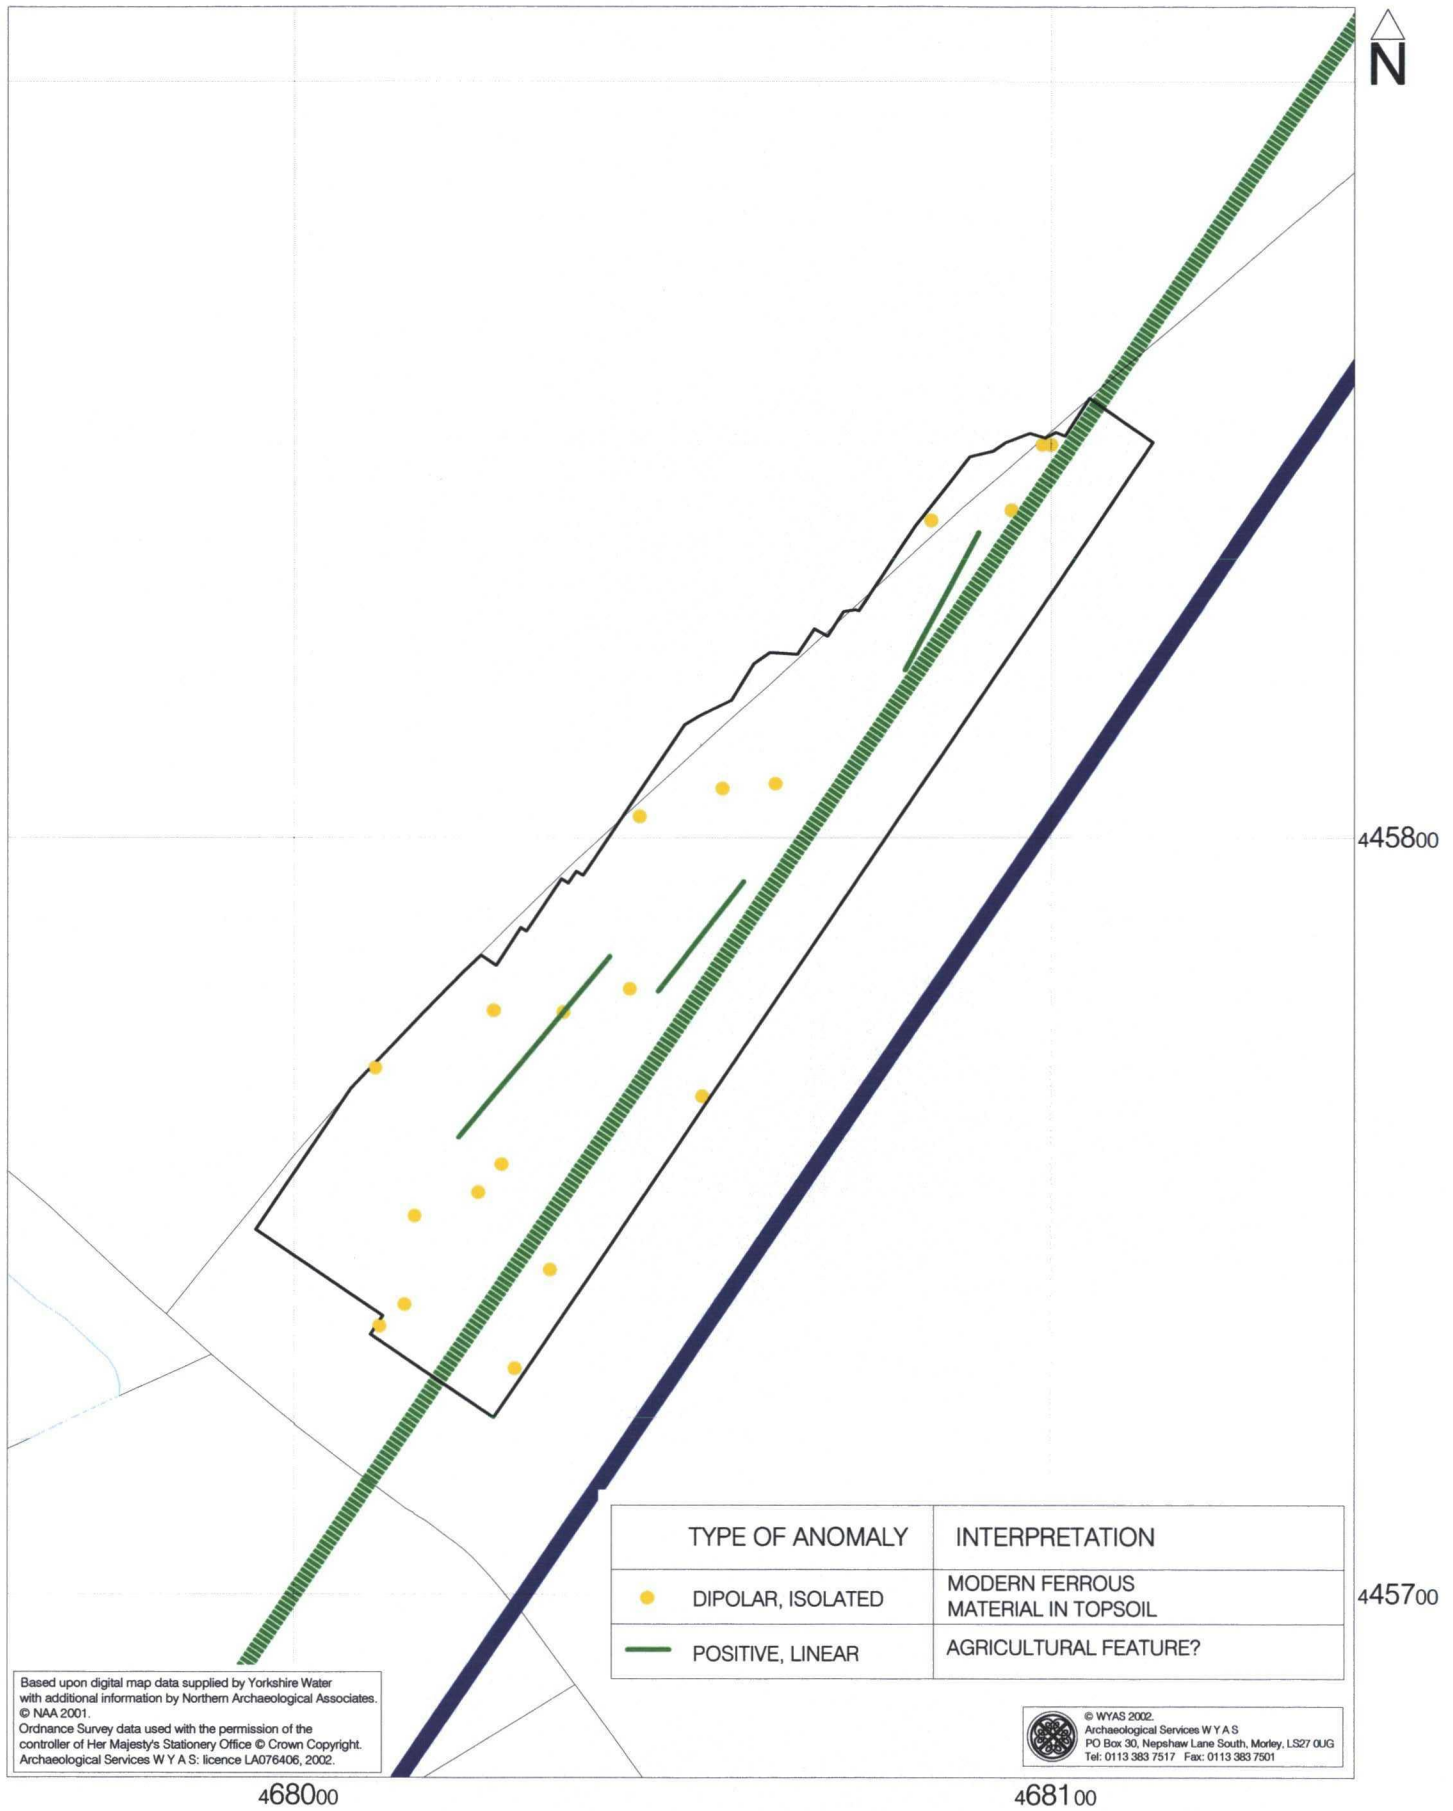 N
445800
445700
TYPE OF ANOMALY INTERPRETATION
DIPOLAR, ISOLATED
MODERN FERROUS
MATERIAL IN TOPSOIL
POSITIVE, LINEAR
AGRICULTURAL FEATURE?
Based upon digital map data supplied by Yorkshire Water
with additional information by Northern Archaeological Associates.
© NAA 2001.
Ordnance Survey data used with the permission of the
controller of Her Majesty's Stationery Office © Crown Copyright.
Archaeological Services W Y A S: licence LA076406, 2002.
© WYAS 2002.
Archaeological Services W Y A S
PO Box 30, Nepshaw Lane South, Morley, LS27 0UG
Tel: 0113 383 7517 Fax: 0113 383 7501
468000
468100